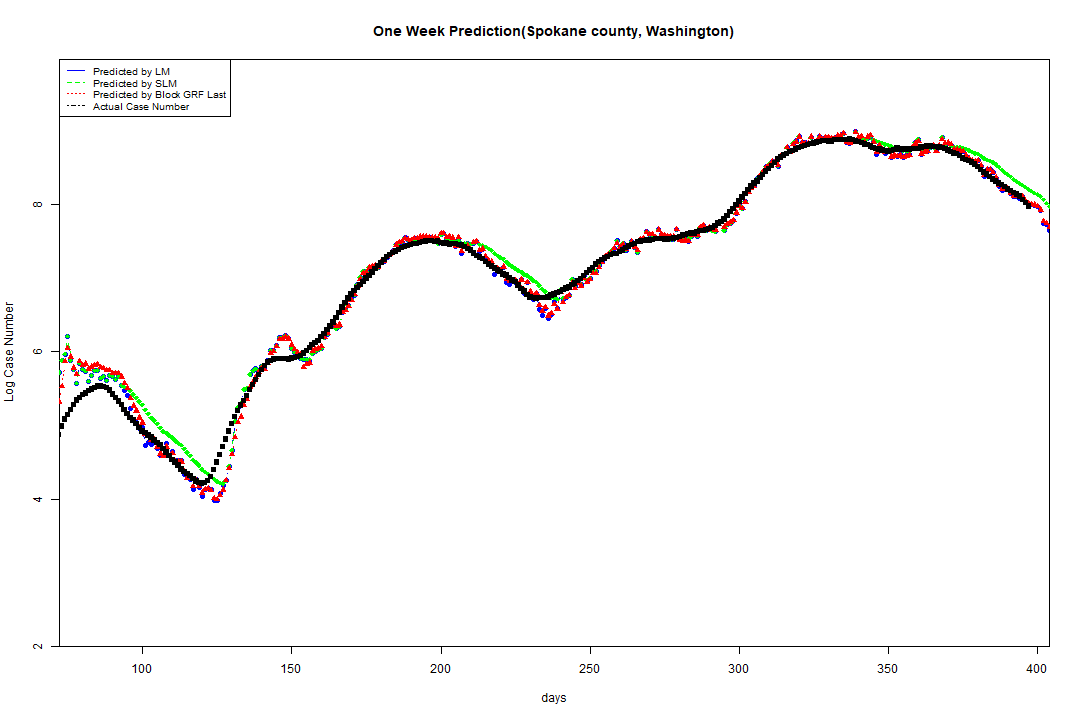 One Week Prediction(Spokane county, Washington)
Predicted by LM
Predicted by SLM
Predicted by Block GRF Last
Actual Case Number
8
6
4
2
Log Case Number
100 150 200 250 300 350 400
days